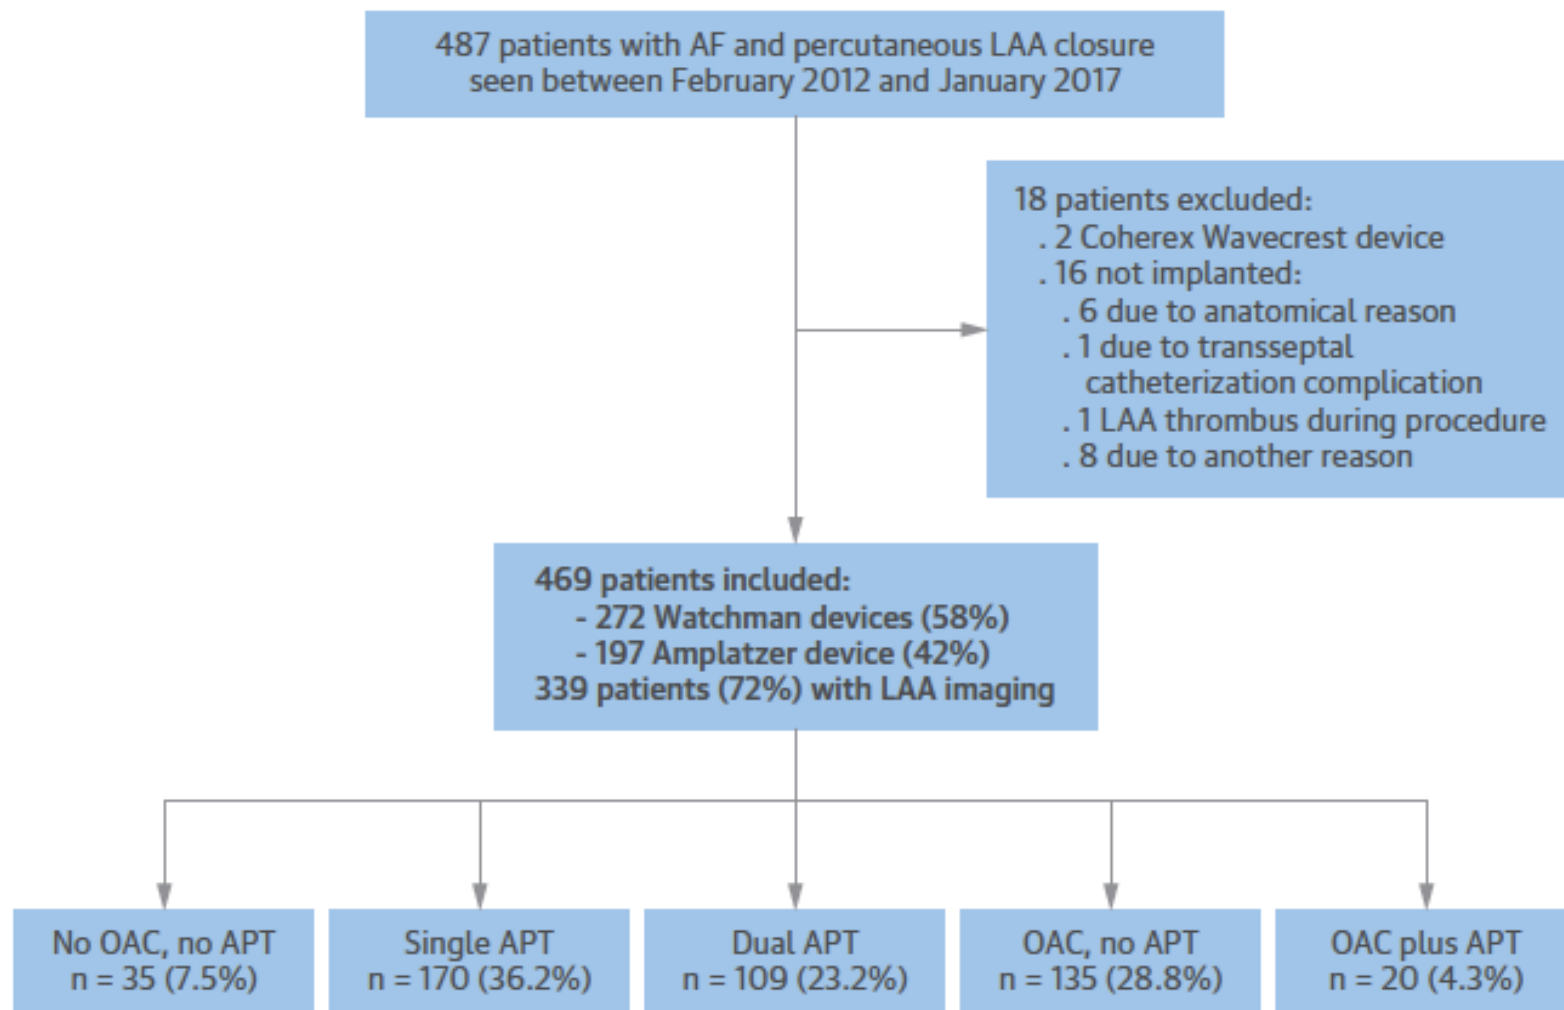 487 patients with AF and percutaneous LAA closure
seen between February 2012 and January 2017
18 patients excluded:
. 2 Coherex Wavecrest device
. 16 not implanted:
. 6 due to anatomical reason
. 1 due to transseptal
catheterization complication
. 1 LAA thrombus during procedure
. 8 due to another reason
469 patients included:
- 272 Watchman devices (58%)
- 197 Amplatzer device (42%)
339 patients (72%) with LAA imaging
No OAC, no APT
n = 35 (7.5%)
Single APT
n = 170 (36.2%)
Dual APT
n = 109 (23.2%)
OAC, no APT
n = 135 (28.8%)
OAC plus APT
n = 20 (4.3%)